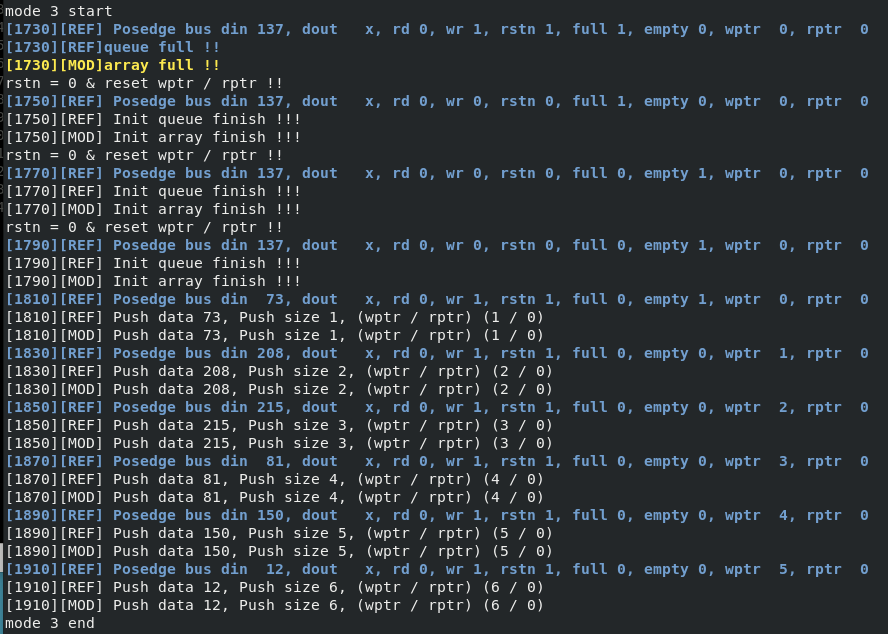 mode 3 start
[1730][REF] Posedge bus din 137, dout   x, rd 0, wr 1, rstn 1, full 1, empty 0, wptr  0, rptr  0
[1730][REF]queue full !!
[1730][MOD]array full !!
rstn = 0 & reset wptr / rptr !!
[1750][REF] Posedge bus din 137, dout   x, rd 0, wr 0, rstn 0, full 1, empty 0, wptr  0, rptr  0
[1750][REF] Init queue finish !!!
[1750][MOD] Init array finish !!!
rstn = 0 & reset wptr / rptr !!
[1770][REF] Posedge bus din 137, dout   x, rd 0, wr 0, rstn 0, full 0, empty 1, wptr  0, rptr  0
[1770][REF] Init queue finish !!!
[1770][MOD] Init array finish !!!
rstn = 0 & reset wptr / rptr !!
[1790][REF] Posedge bus din 137, dout   x, rd 0, wr 0, rstn 0, full 0, empty 1, wptr  0, rptr  0
[1790][REF] Init queue finish !!!
[1790][MOD] Init array finish !!!
[1810][REF] Posedge bus din  73, dout   x, rd 0, wr 1, rstn 1, full 0, empty 1, wptr  0, rptr  0
[1810][REF] Push data 73, Push size 1, (wptr / rptr) (1 / 0)
[1810][MOD] Push data 73, Push size 1, (wptr / rptr) (1 / 0)
[1830][REF] Posedge bus din 208, dout   x, rd 0, wr 1, rstn 1, full 0, empty 0, wptr  1, rptr  0
[1830][REF] Push data 208, Push size 2, (wptr / rptr) (2 / 0)
[1830][MOD] Push data 208, Push size 2, (wptr / rptr) (2 / 0)
[1850][REF] Posedge bus din 215, dout   x, rd 0, wr 1, rstn 1, full 0, empty 0, wptr  2, rptr  0
[1850][REF] Push data 215, Push size 3, (wptr / rptr) (3 / 0)
[1850][MOD] Push data 215, Push size 3, (wptr / rptr) (3 / 0)
[1870][REF] Posedge bus din  81, dout   x, rd 0, wr 1, rstn 1, full 0, empty 0, wptr  3, rptr  0
[1870][REF] Push data 81, Push size 4, (wptr / rptr) (4 / 0)
[1870][MOD] Push data 81, Push size 4, (wptr / rptr) (4 / 0)
[1890][REF] Posedge bus din 150, dout   x, rd 0, wr 1, rstn 1, full 0, empty 0, wptr  4, rptr  0
[1890][REF] Push data 150, Push size 5, (wptr / rptr) (5 / 0)
[1890][MOD] Push data 150, Push size 5, (wptr / rptr) (5 / 0)
[1910][REF] Posedge bus din  12, dout   x, rd 0, wr 1, rstn 1, full 0, empty 0, wptr  5, rptr  0
[1910][REF] Push data 12, Push size 6, (wptr / rptr) (6 / 0)
[1910][MOD] Push data 12, Push size 6, (wptr / rptr) (6 / 0)
mode 3 end